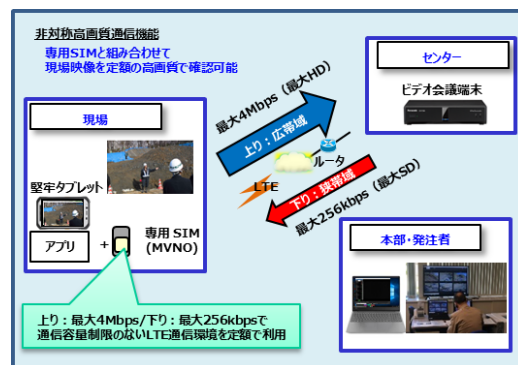 非対称高画質通信機能
専用SIMと組み合わせて
現場映像を定額の高画質で確認可能
現場
堅牢タブレット
アプリ
+
専用 SIM
(MVNO)
上り：最大4Mbps/下り：最大256kbpsで
通信容量制限のないLTE通信環境を定額で利用
最大4Mbps（最大HD）
上り：広帯域
ルータ
LTE
下り：狭帯域
最大256kbps（最大SD）
センター
ビデオ会議端末
本部・発注者